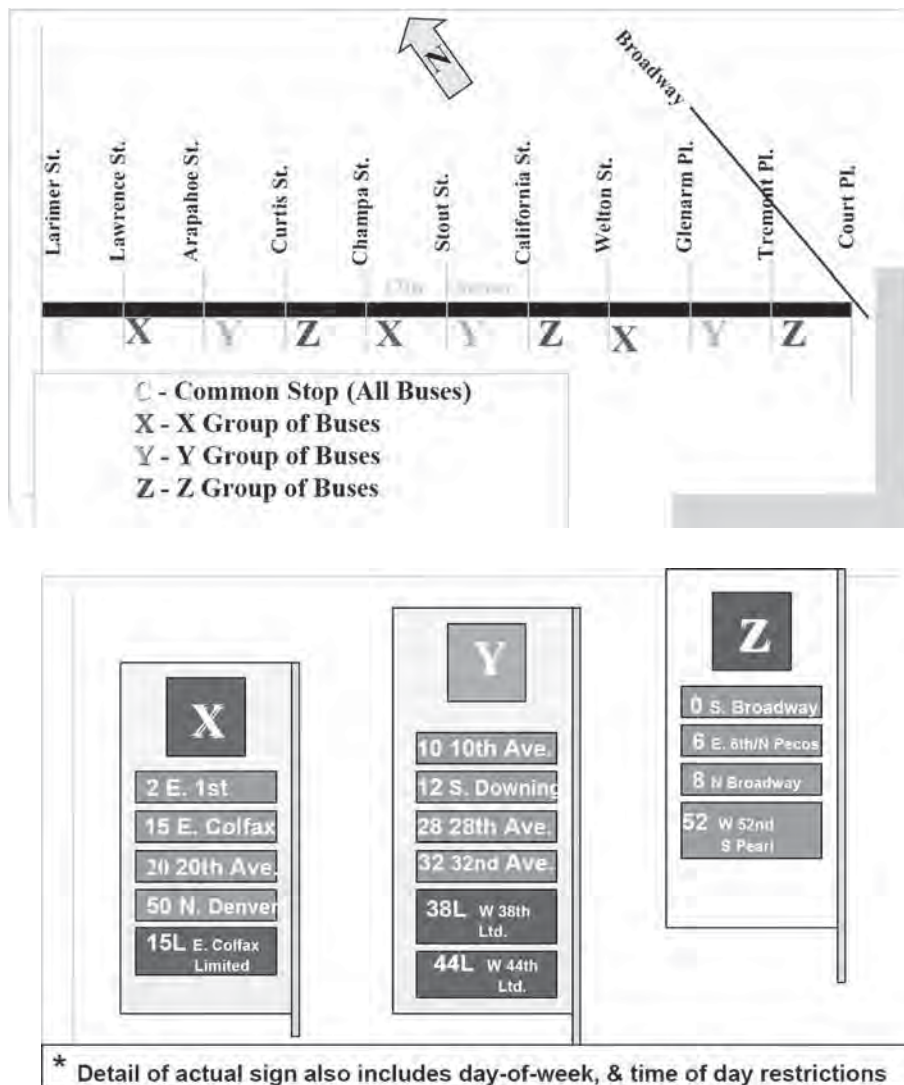 N
Broadway
Larimer St.
Lawrence St.
Arapahoe St.
Curtis St.
Champa St.
Stout St.
California St.
Welton St.
Glenarm Pl.
Tremont Pl.
Court Pl.
C X Y Z X Y Z X Y Z
C - Common Stop (All Buses)
X - X Group of Buses
Y - Y Group of Buses
Z - Z Group of Buses
X
2 E. 1st
15 E. Colfax
20 20th Ave.
50 N. Denver
15L E. Colfax
Limited
Y
10 10th Ave.
12 S. Downing
28 28th Ave.
32 32nd Ave.
38L W 38th
Ltd.
44L W 44th
Ltd.
Z
0 S. Broadway
6 E. 6th/N Pecos
8 N Broadway
52 W 52nd
S Pearl
* Detail of actual sign also includes day-of-week, & time of day restrictions